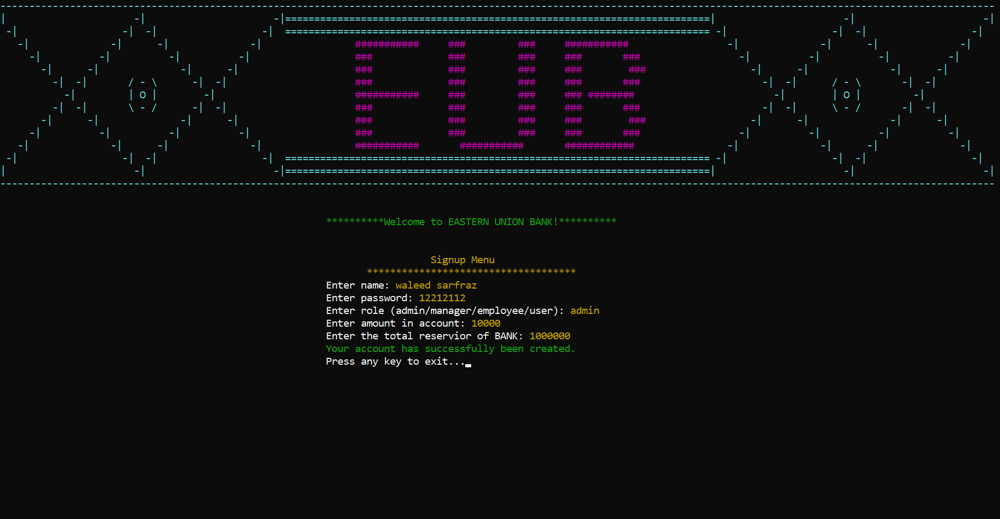 EUB
**********Welcome to EASTERN UNION BANK!**********
Signup Menu
************************************
Enter name: waleed sarfraz
Enter password: 12212112
Enter role (admin/manager/employee/user): admin
Enter amount in account: 10000
Enter the total reservior of BANK: 1000000
Your account has successfully been created.
Press any key to exit...